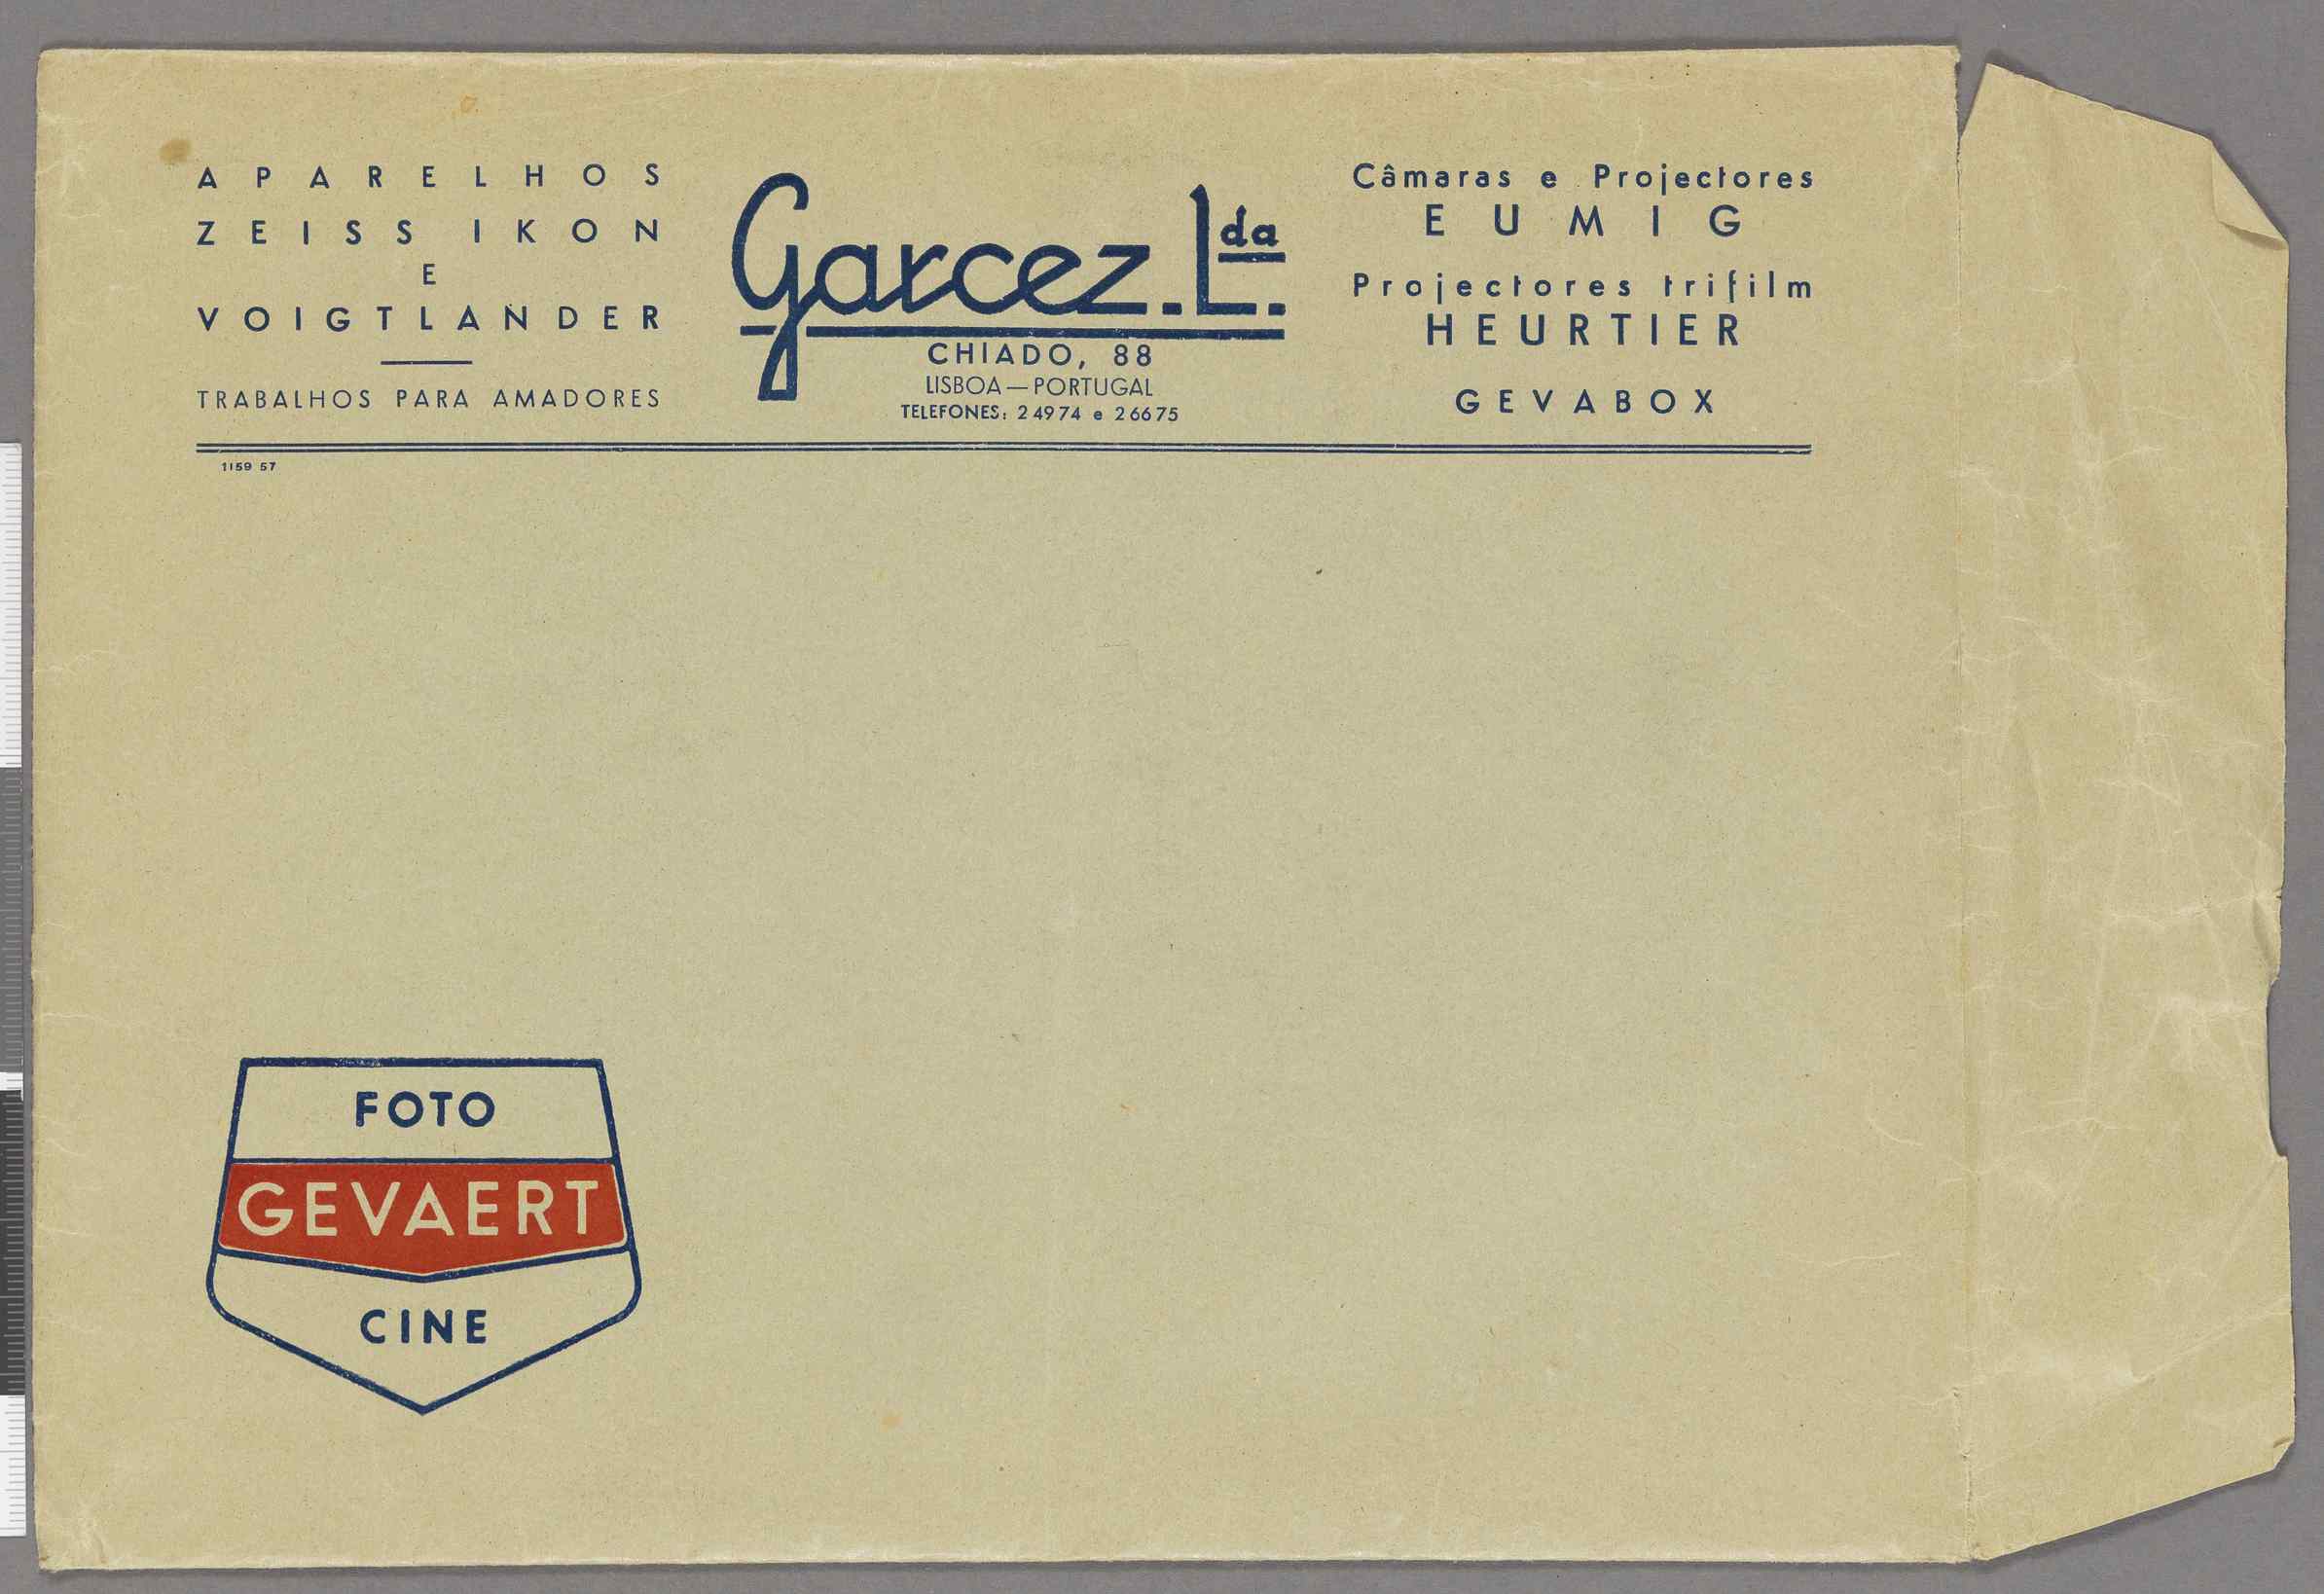 APARELHOS
ZEISS IKON
E
VOIGTLANDER
TRABALHOS PARA AMADORES
Garcez. Lda.
CHIADO, 88
LISBOA — PORTUGAL
TELEFONES: 24974 e 26675
Câmaras e Projectores
EUMIG
Projectores trifilm
HEURTIER
GEVABOX
1159 57
FOTO
GEVAERT
CINE